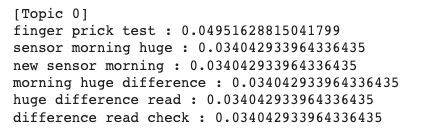 [Topic 0]
finger prick test : 0.04951628815041799
sensor morning huge : 0.034042933964336435
new sensor morning : 0.034042933964336435
morning huge difference : 0.034042933964336435
huge difference read : 0.034042933964336435
difference read check : 0.034042933964336435